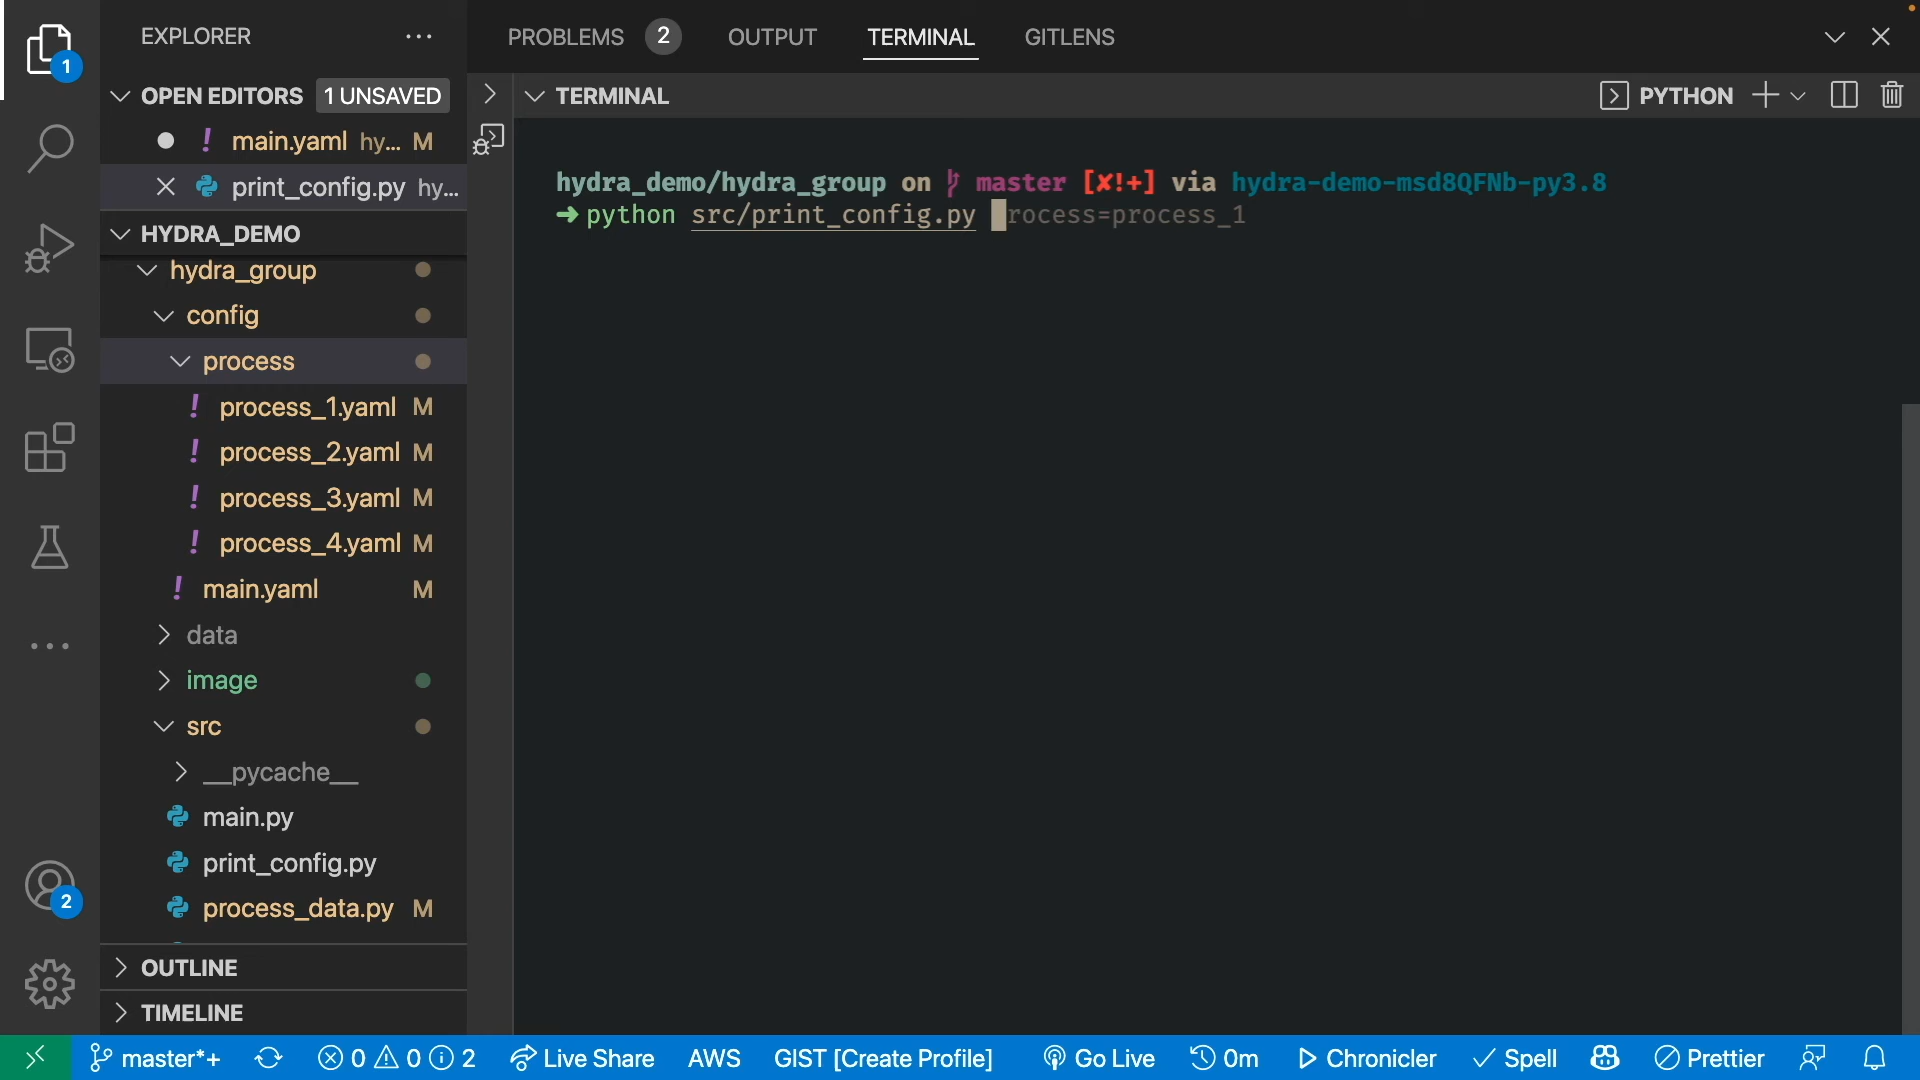 EXPLORER
1
OPEN EDITORS 1 UNSAVED
! main.yaml hy... M
print_config.py hy...
HYDRA_DEMO
hydra_group
config
process
! process_1.yaml M
! process_2.yaml M
! process_3.yaml M
! process_4.yaml M
! main.yaml M
data
image
src
__pycache__
main.py
print_config.py
process_data.py M
2
OUTLINE
TIMELINE
PROBLEMS 2 OUTPUT TERMINAL GITLENS
TERMINAL PYTHON
hydra_demo/hydra_group on master [✘!+] via hydra-demo-msd8QFNb-py3.8
➜ python src/print_config.py rocess=process_1
master*+ 0 0 2 Live Share AWS GIST [Create Profile] Go Live 0m Chronicler Spell Prettier